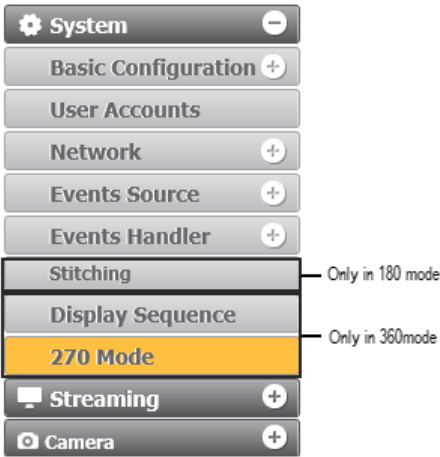 System
Basic Configuration
User Accounts
Network
Events Source
Events Handler
Stitching
Only in 180 mode
Display Sequence
Only in 360mode
270 Mode
Streaming
Camera